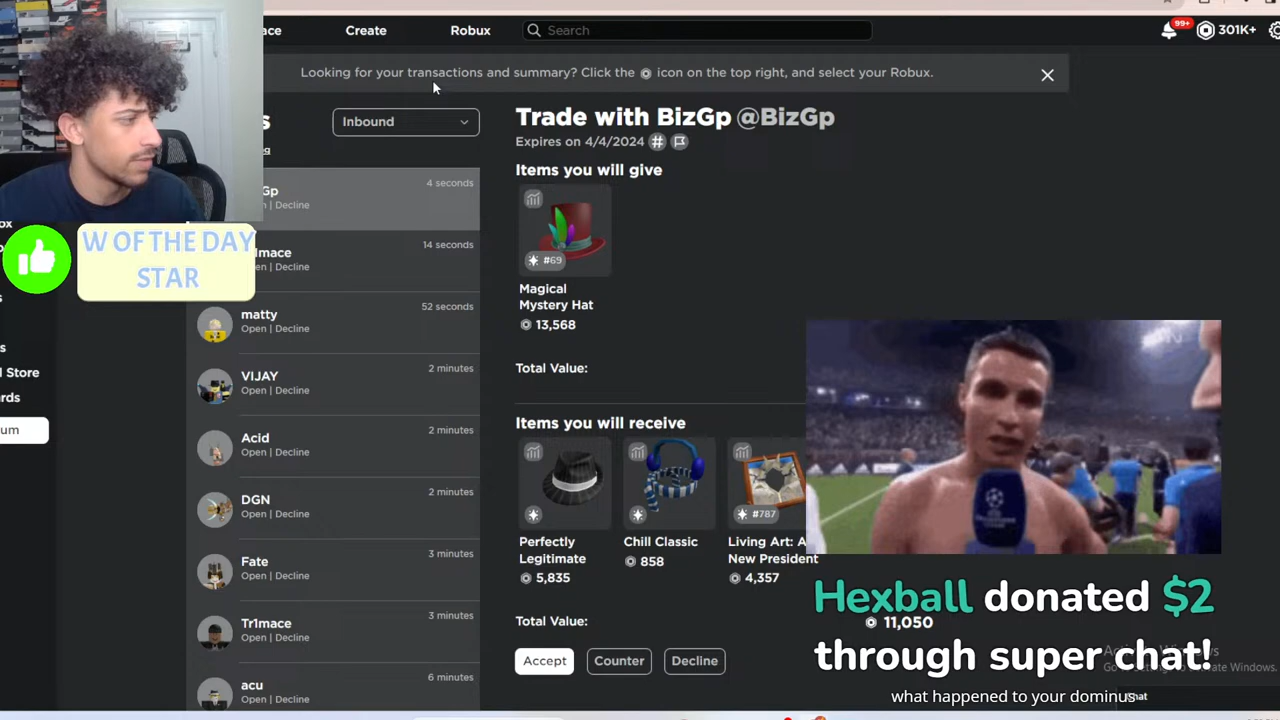 Create
Robux
Search
99+
301K+
Looking for your transactions and summary? Click the icon on the top right, and select your Robux.
Inbound
Trade with BizGp @BizGp
Expires on 4/4/2024
Items you will give
#69
Magical
Mystery Hat
13,568
Total Value:
Items you will receive
#787
Perfectly
Legitimate
5,835
Chill Classic
858
Living Art: A
New President
4,357
Total Value:
11,050
Accept
Counter
Decline
4 seconds
Open | Decline
14 seconds
Open | Decline
matty
52 seconds
Open | Decline
VIJAY
2 minutes
Open | Decline
Acid
2 minutes
Open | Decline
DGN
2 minutes
Open | Decline
Fate
3 minutes
Open | Decline
Tr1mace
3 minutes
Open | Decline
acu
6 minutes
Open | Decline
W OF THE DAY
STAR
Store
Hexball donated $2
through super chat!
what happened to your dominus